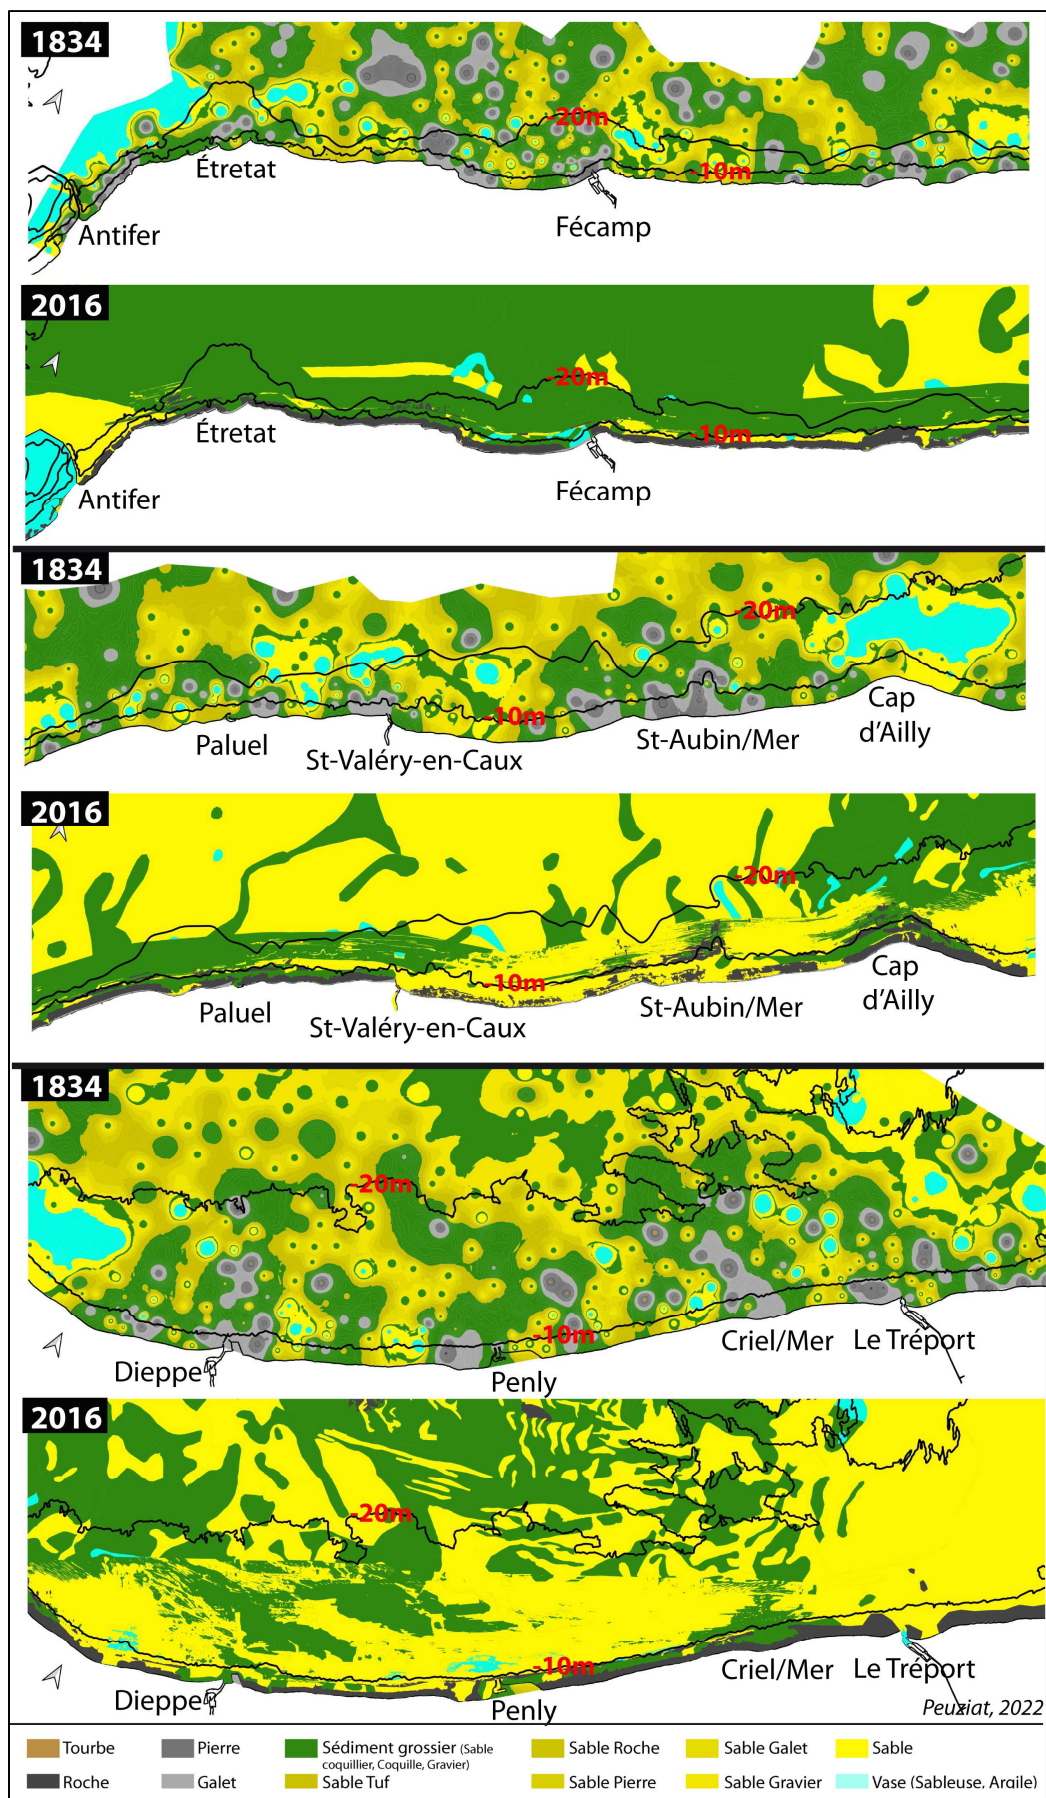 1834
-20m
-10m
Étretat
Antifer
Fécamp
2016
-20m
-10m
Étretat
Antifer
Fécamp
1834
-20m
-10m
Cap
d'Ailly
Paluel
St-Valéry-en-Caux
St-Aubin/Mer
2016
-20m
-10m
Cap
d'Ailly
Paluel
St-Valéry-en-Caux
St-Aubin/Mer
1834
-20m
-10m
Dieppe
Penly
Criel/Mer
Le Tréport
2016
-20m
-10m
Dieppe
Penly
Criel/Mer
Le Tréport
Peuziat, 2022
Tourbe
Roche
Pierre
Galet
Sédiment grossier (Sable
coquillier, Coquille, Gravier)
Sable Tuf
Sable Roche
Sable Pierre
Sable Galet
Sable Gravier
Sable
Vase (Sableuse, Argile)